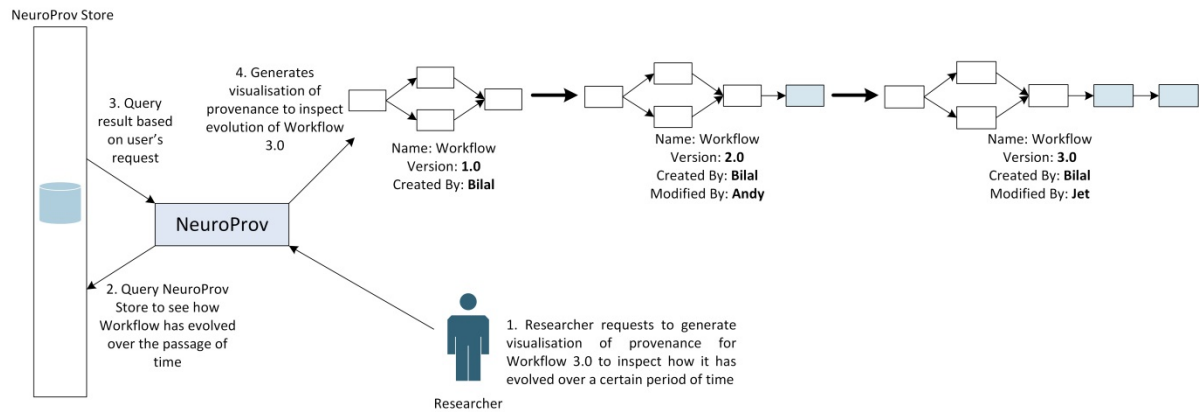 NeuroProv Store
3. Query
result based
on user's
request
4. Generates
visualisation of
provenance to inspect
evolution of Workflow
3.0
Name: Workflow
Version: 1.0
Created By: Bilal
Name: Workflow
Version: 2.0
Created By: Bilal
Modified By: Andy
Name: Workflow
Version: 3.0
Created By: Bilal
Modified By: Jet
NeuroProv
2. Query NeuroProv
Store to see how
Workflow has evolved
over the passage of
time
1. Researcher requests to generate
visualisation of provenance for
Workflow 3.0 to inspect how it has
evolved over a certain period of time
Researcher